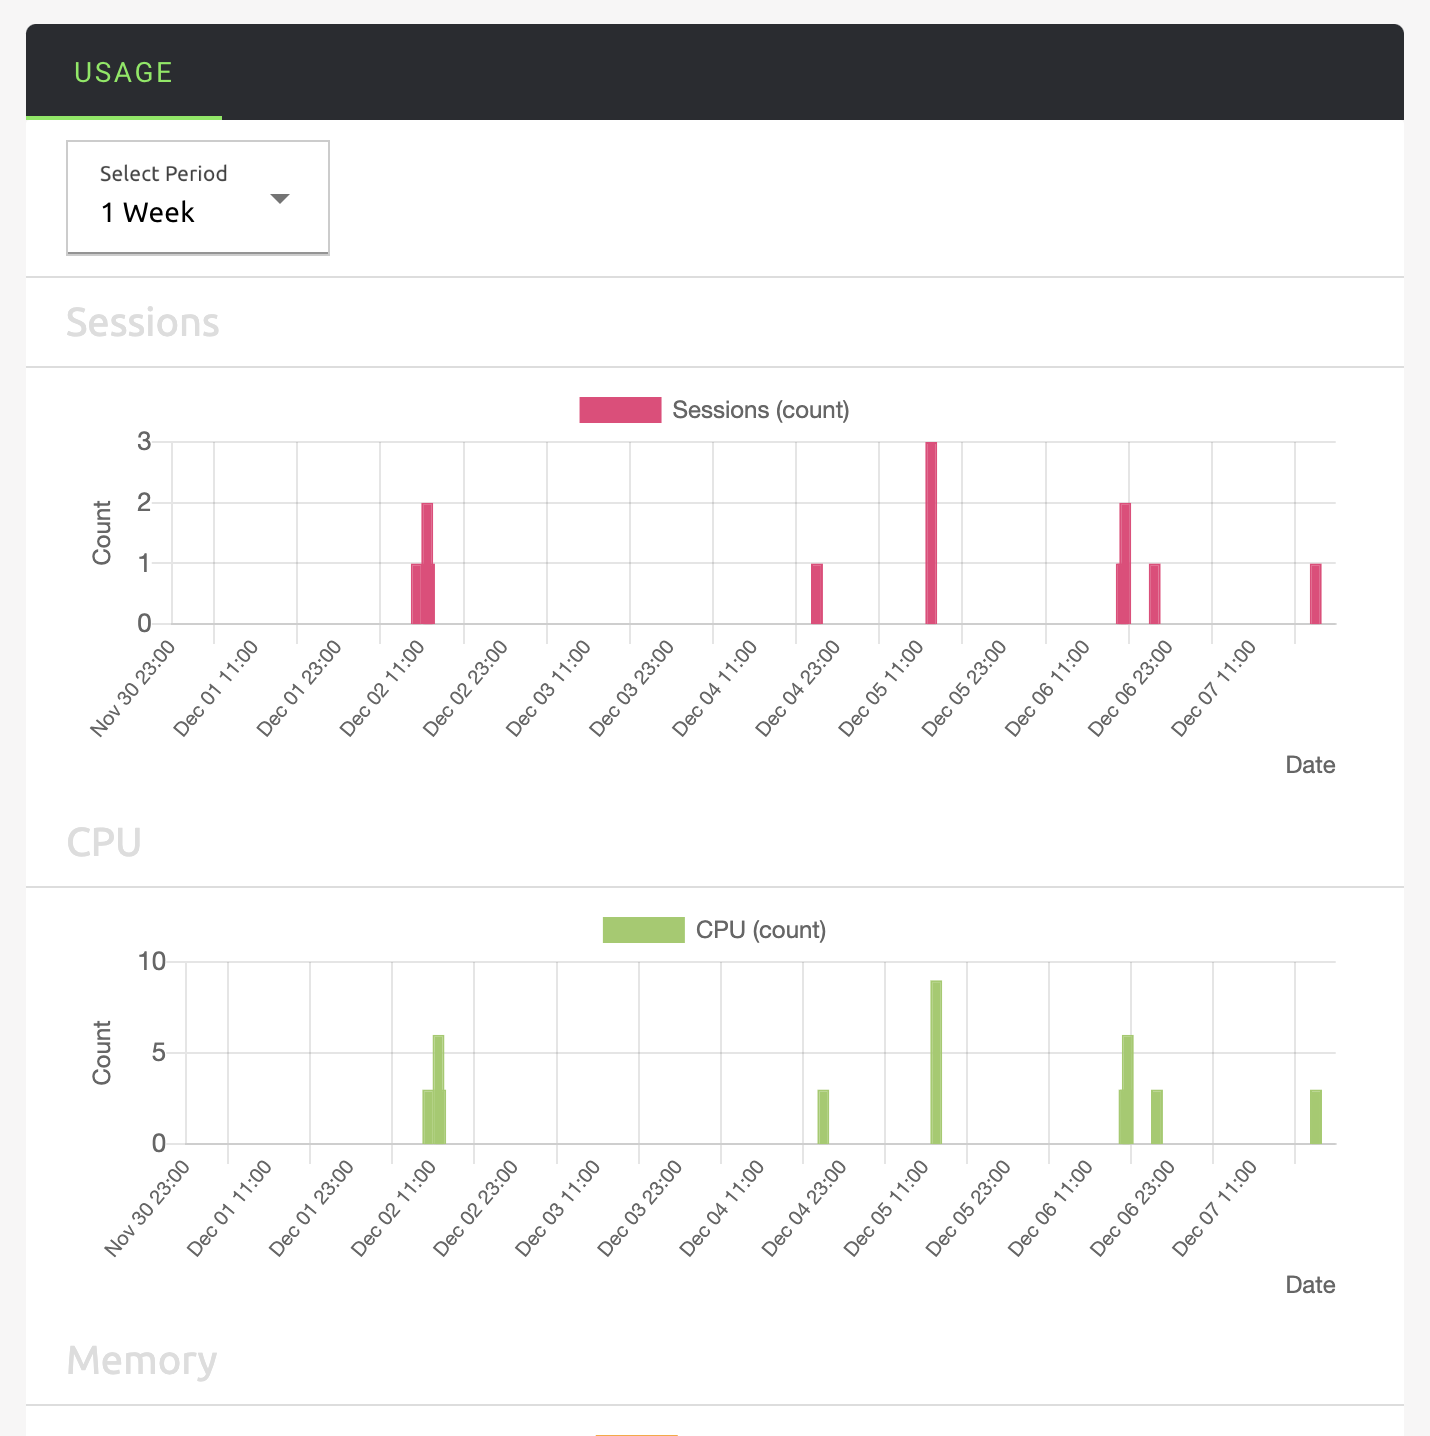 USAGE
Select Period
1 Week
Sessions
Sessions (count)
3
2
1
0
Count
Nov 30 23:00
Dec 01 11:00
Dec 01 23:00
Dec 02 11:00
Dec 02 23:00
Dec 03 11:00
Dec 03 23:00
Dec 04 11:00
Dec 04 23:00
Dec 05 11:00
Dec 05 23:00
Dec 06 11:00
Dec 06 23:00
Dec 07 11:00
Date
CPU
CPU (count)
10
5
0
Count
Nov 30 23:00
Dec 01 11:00
Dec 01 23:00
Dec 02 11:00
Dec 02 23:00
Dec 03 11:00
Dec 03 23:00
Dec 04 11:00
Dec 04 23:00
Dec 05 11:00
Dec 05 23:00
Dec 06 11:00
Dec 06 23:00
Dec 07 11:00
Date
Memory